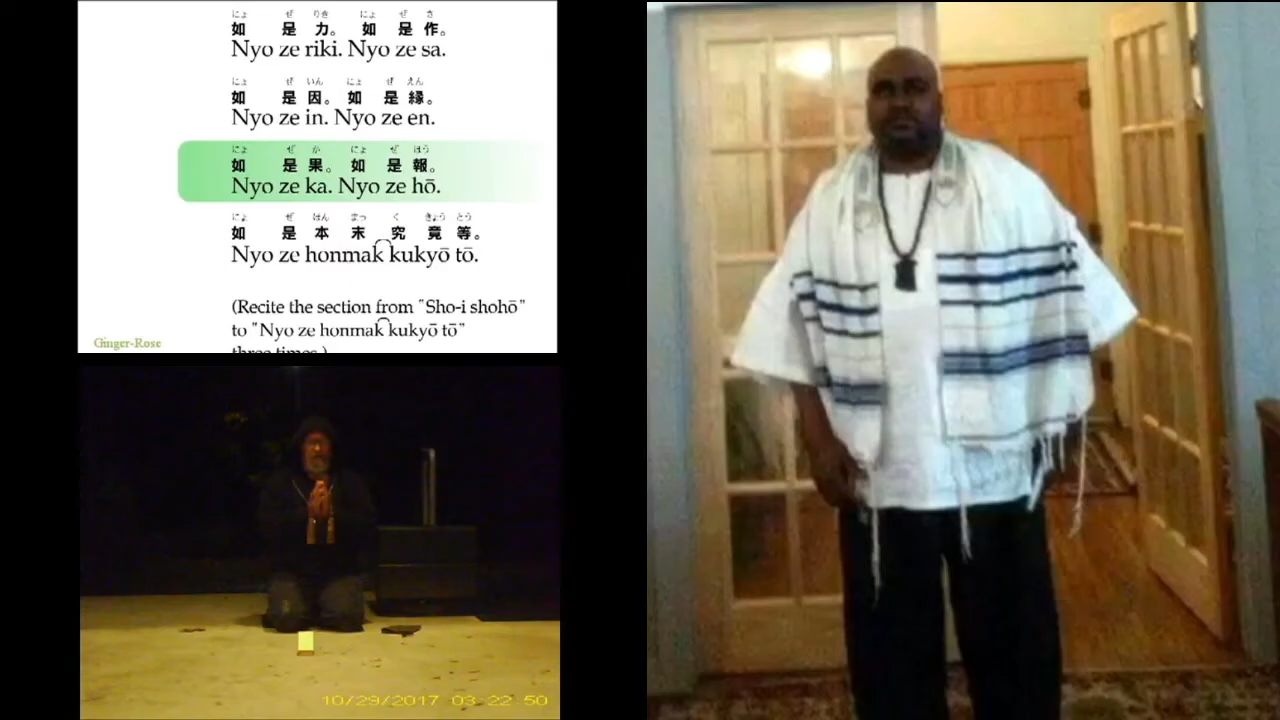 にょ ぜ りき にょ ぜ さ
如 是 力。 如 是 作。
Nyo ze riki. Nyo ze sa.
にょ ぜ いん にょ ぜ えん
如 是 因。 如 是 縁。
Nyo ze in. Nyo ze en.
にょ ぜ か にょ ぜ ほう
如 是 果。 如 是 報。
Nyo ze ka. Nyo ze hō.
にょ ぜ ほん まっ く きょう とう
如 是 本 末 究 竟 等。
Nyo ze honmak kukyō tō.
(Recite the section from "Sho-i shohō"
to "Nyo ze honmak kukyō tō"
three times.)
Ginger-Rose
10/29/2017 03 22 50